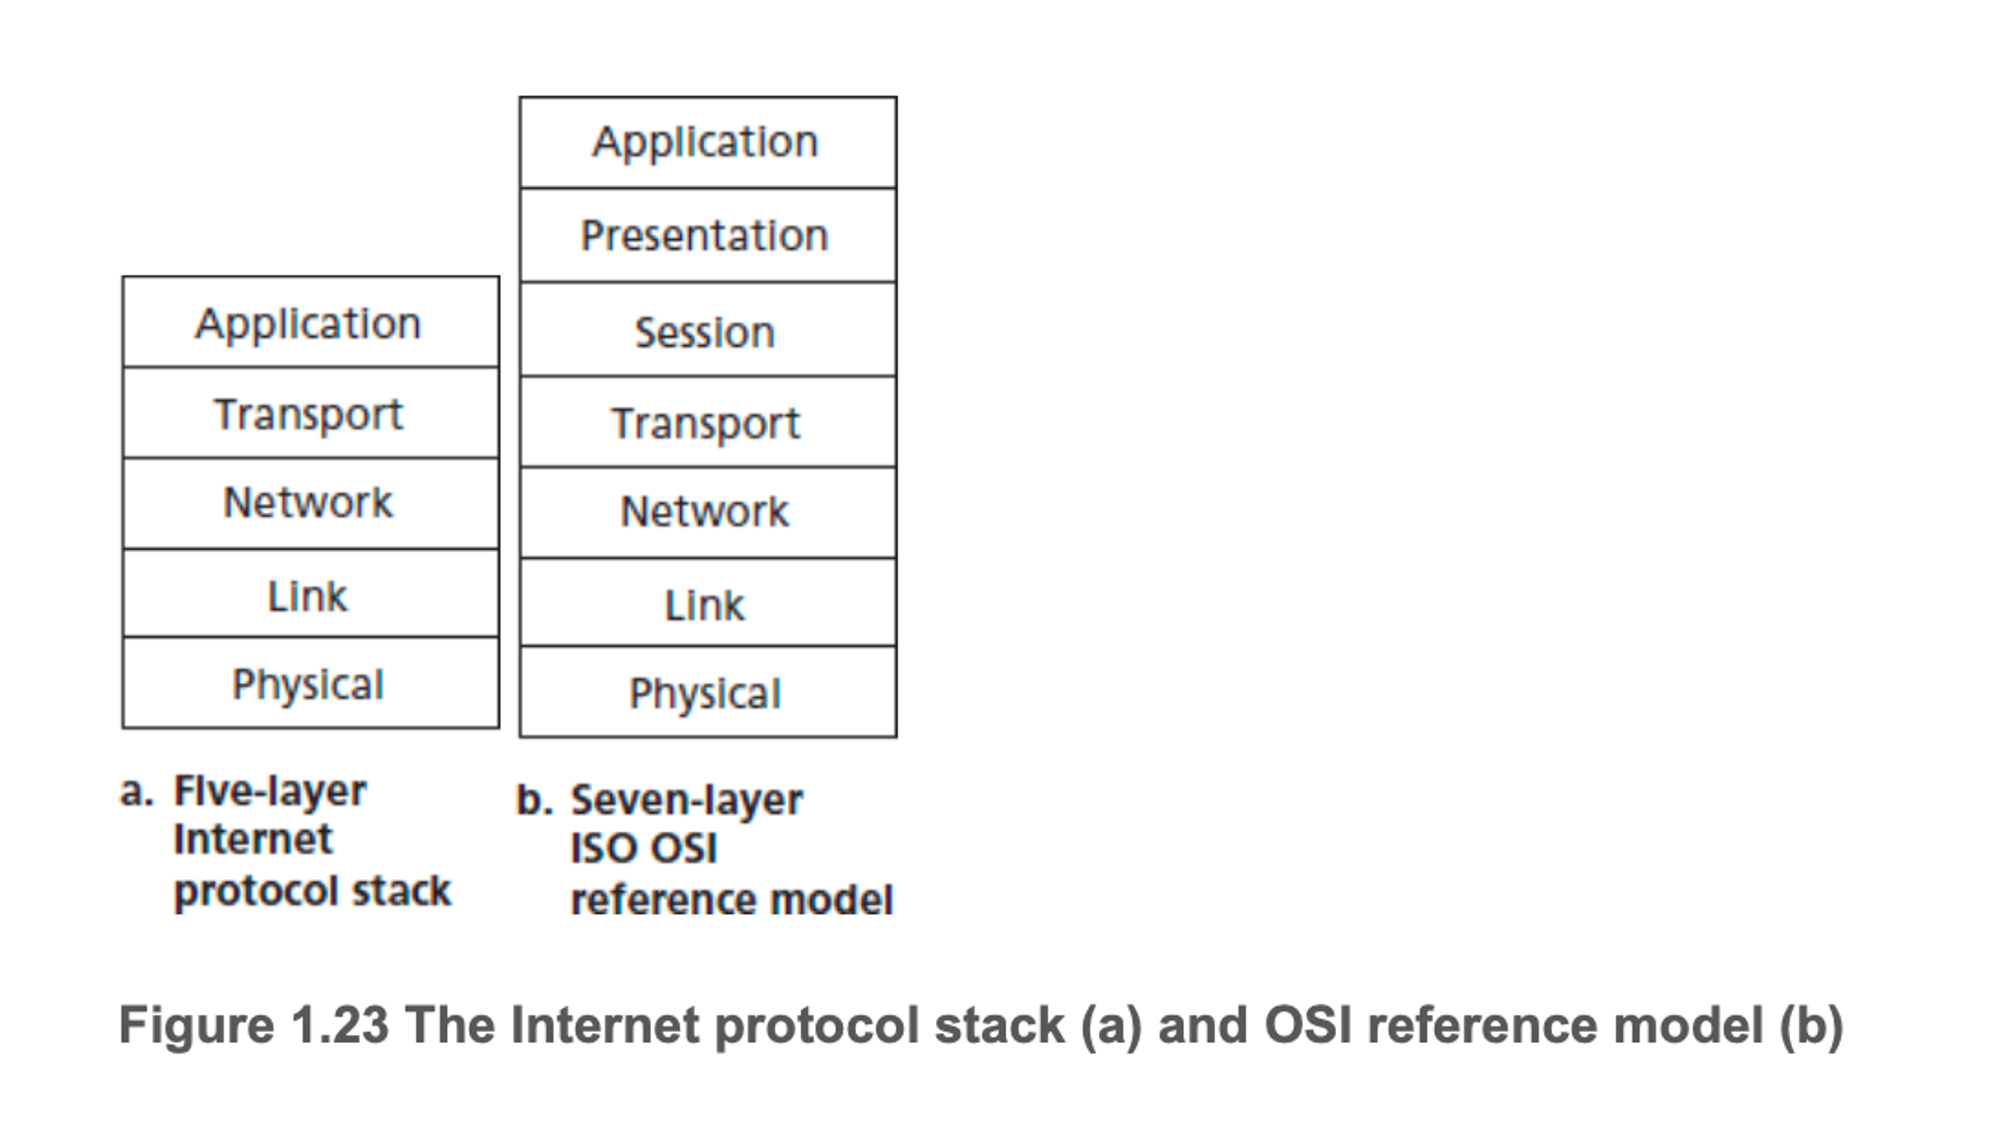 Application
Transport
Network
Link
Physical
a. Five-layer
Internet
protocol stack
Application
Presentation
Session
Transport
Network
Link
Physical
b. Seven-layer
ISO OSI
reference model
Figure 1.23 The Internet protocol stack (a) and OSI reference model (b)